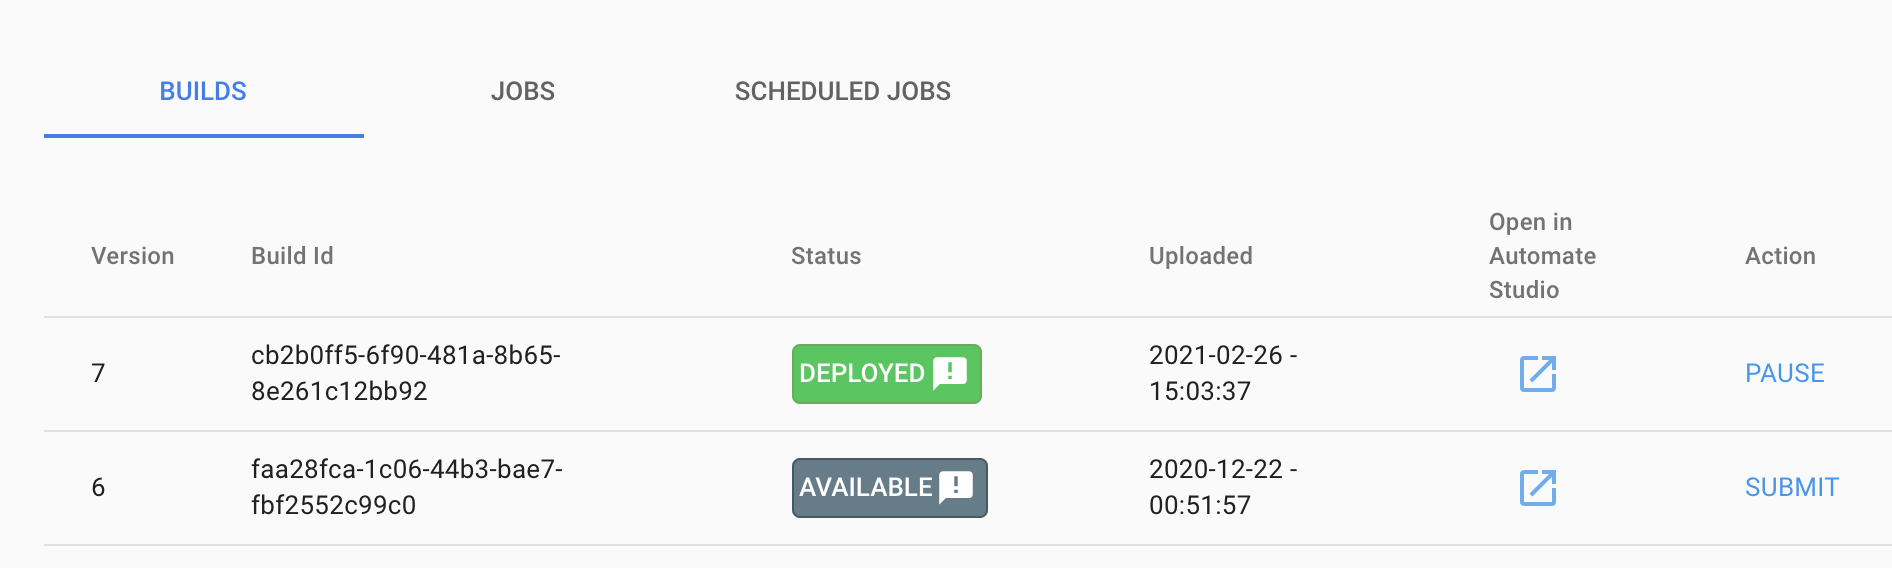 BUILDS JOBS SCHEDULED JOBS
Version Build Id Status Uploaded Open in
Automate
Studio Action
7 cb2b0ff5-6f90-481a-8b65-
8e261c12bb92 DEPLOYED 2021-02-26 -
15:03:37 PAUSE
6 faa28fca-1c06-44b3-bae7-
fbf2552c99c0 AVAILABLE 2020-12-22 -
00:51:57 SUBMIT